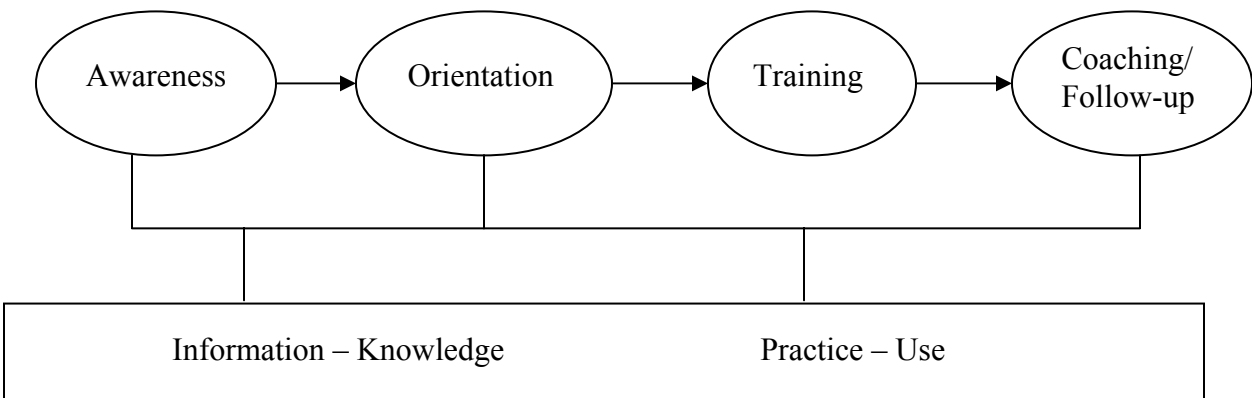 Awareness
Orientation
Training
Coaching/
Follow-up
Information – Knowledge
Practice – Use